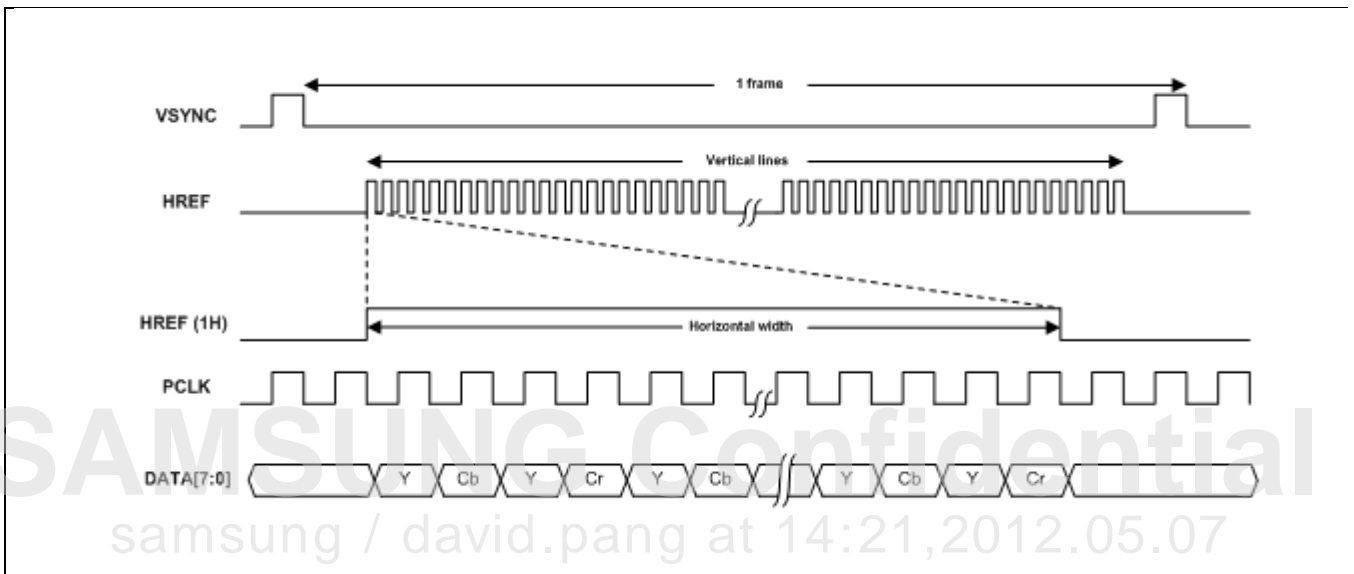 1 frame
VSYNC
Vertical lines
HREF
HREF (1H)
Horizontal width
PCLK
SAMSUNG Confidential
DATA[7:0] Y Cb Y Cr Y Cb Y Cb Y Cr
samsung / david.pang at 14:21,2012.05.07